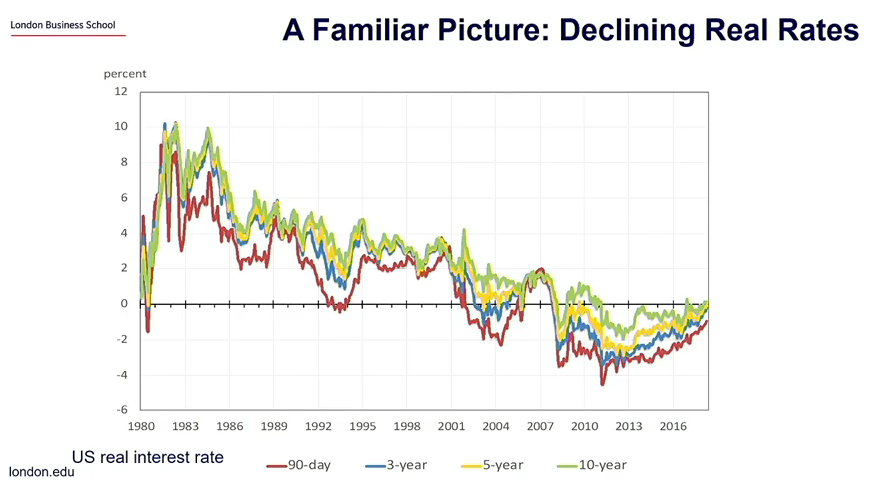 London Business School
A Familiar Picture: Declining Real Rates
percent
12
10
8
6
4
2
0
-2
-4
-6
1980 1983 1986 1989 1992 1995 1998 2001 2004 2007 2010 2013 2016
US real interest rate
90-day 3-year 5-year 10-year
london.edu